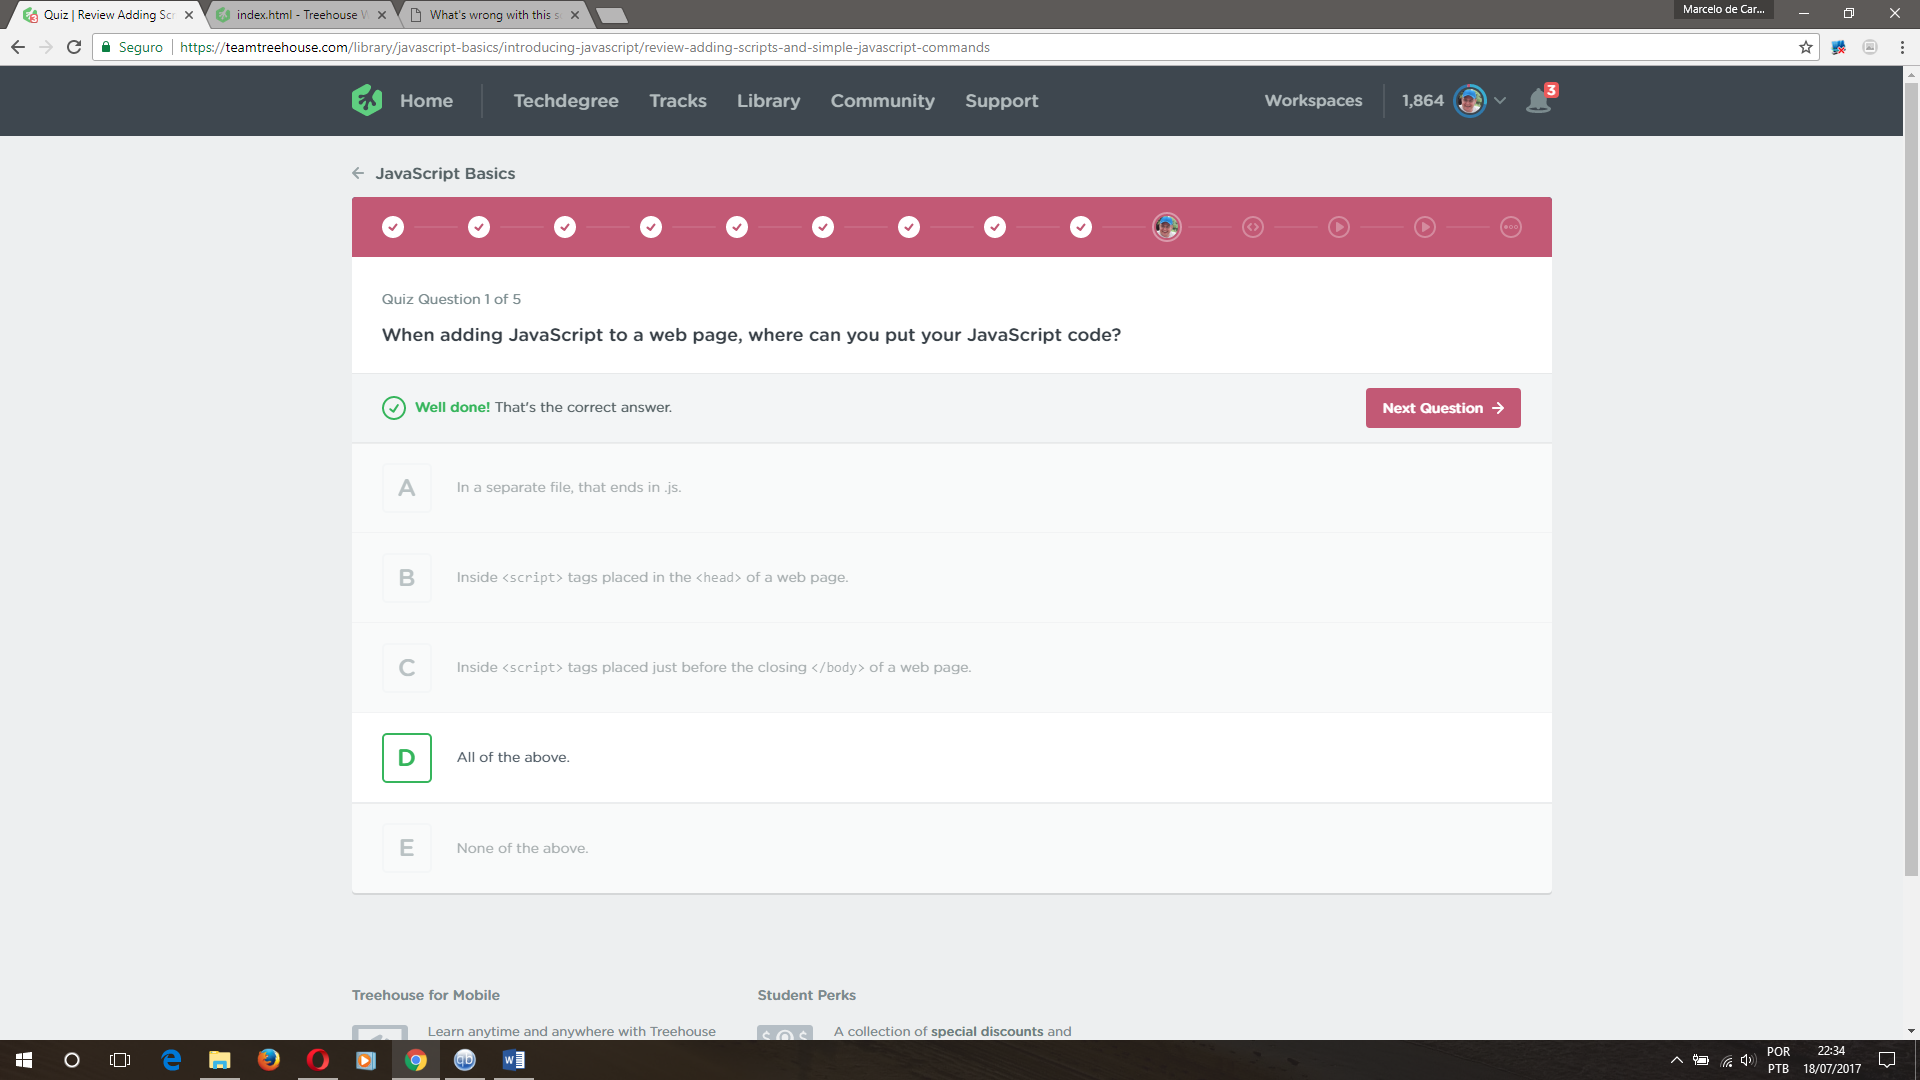 Quiz | Review Adding Scr
index.html - Treehouse W
What's wrong with this s
Marcelo de Car...
Seguro
https://teamtreehouse.com/library/javascript-basics/introducing-javascript/review-adding-scripts-and-simple-javascript-commands
Home Techdegree Tracks Library Community Support Workspaces 1,864 3
JavaScript Basics
Quiz Question 1 of 5
When adding JavaScript to a web page, where can you put your JavaScript code?
Well done! That's the correct answer.
Next Question
A In a separate file, that ends in .js.
B Inside <script> tags placed in the <head> of a web page.
C Inside <script> tags placed just before the closing </body> of a web page.
D All of the above.
E None of the above.
Treehouse for Mobile
Student Perks
Learn anytime and anywhere with Treehouse
A collection of special discounts and
POR
PTB
22:34
18/07/2017